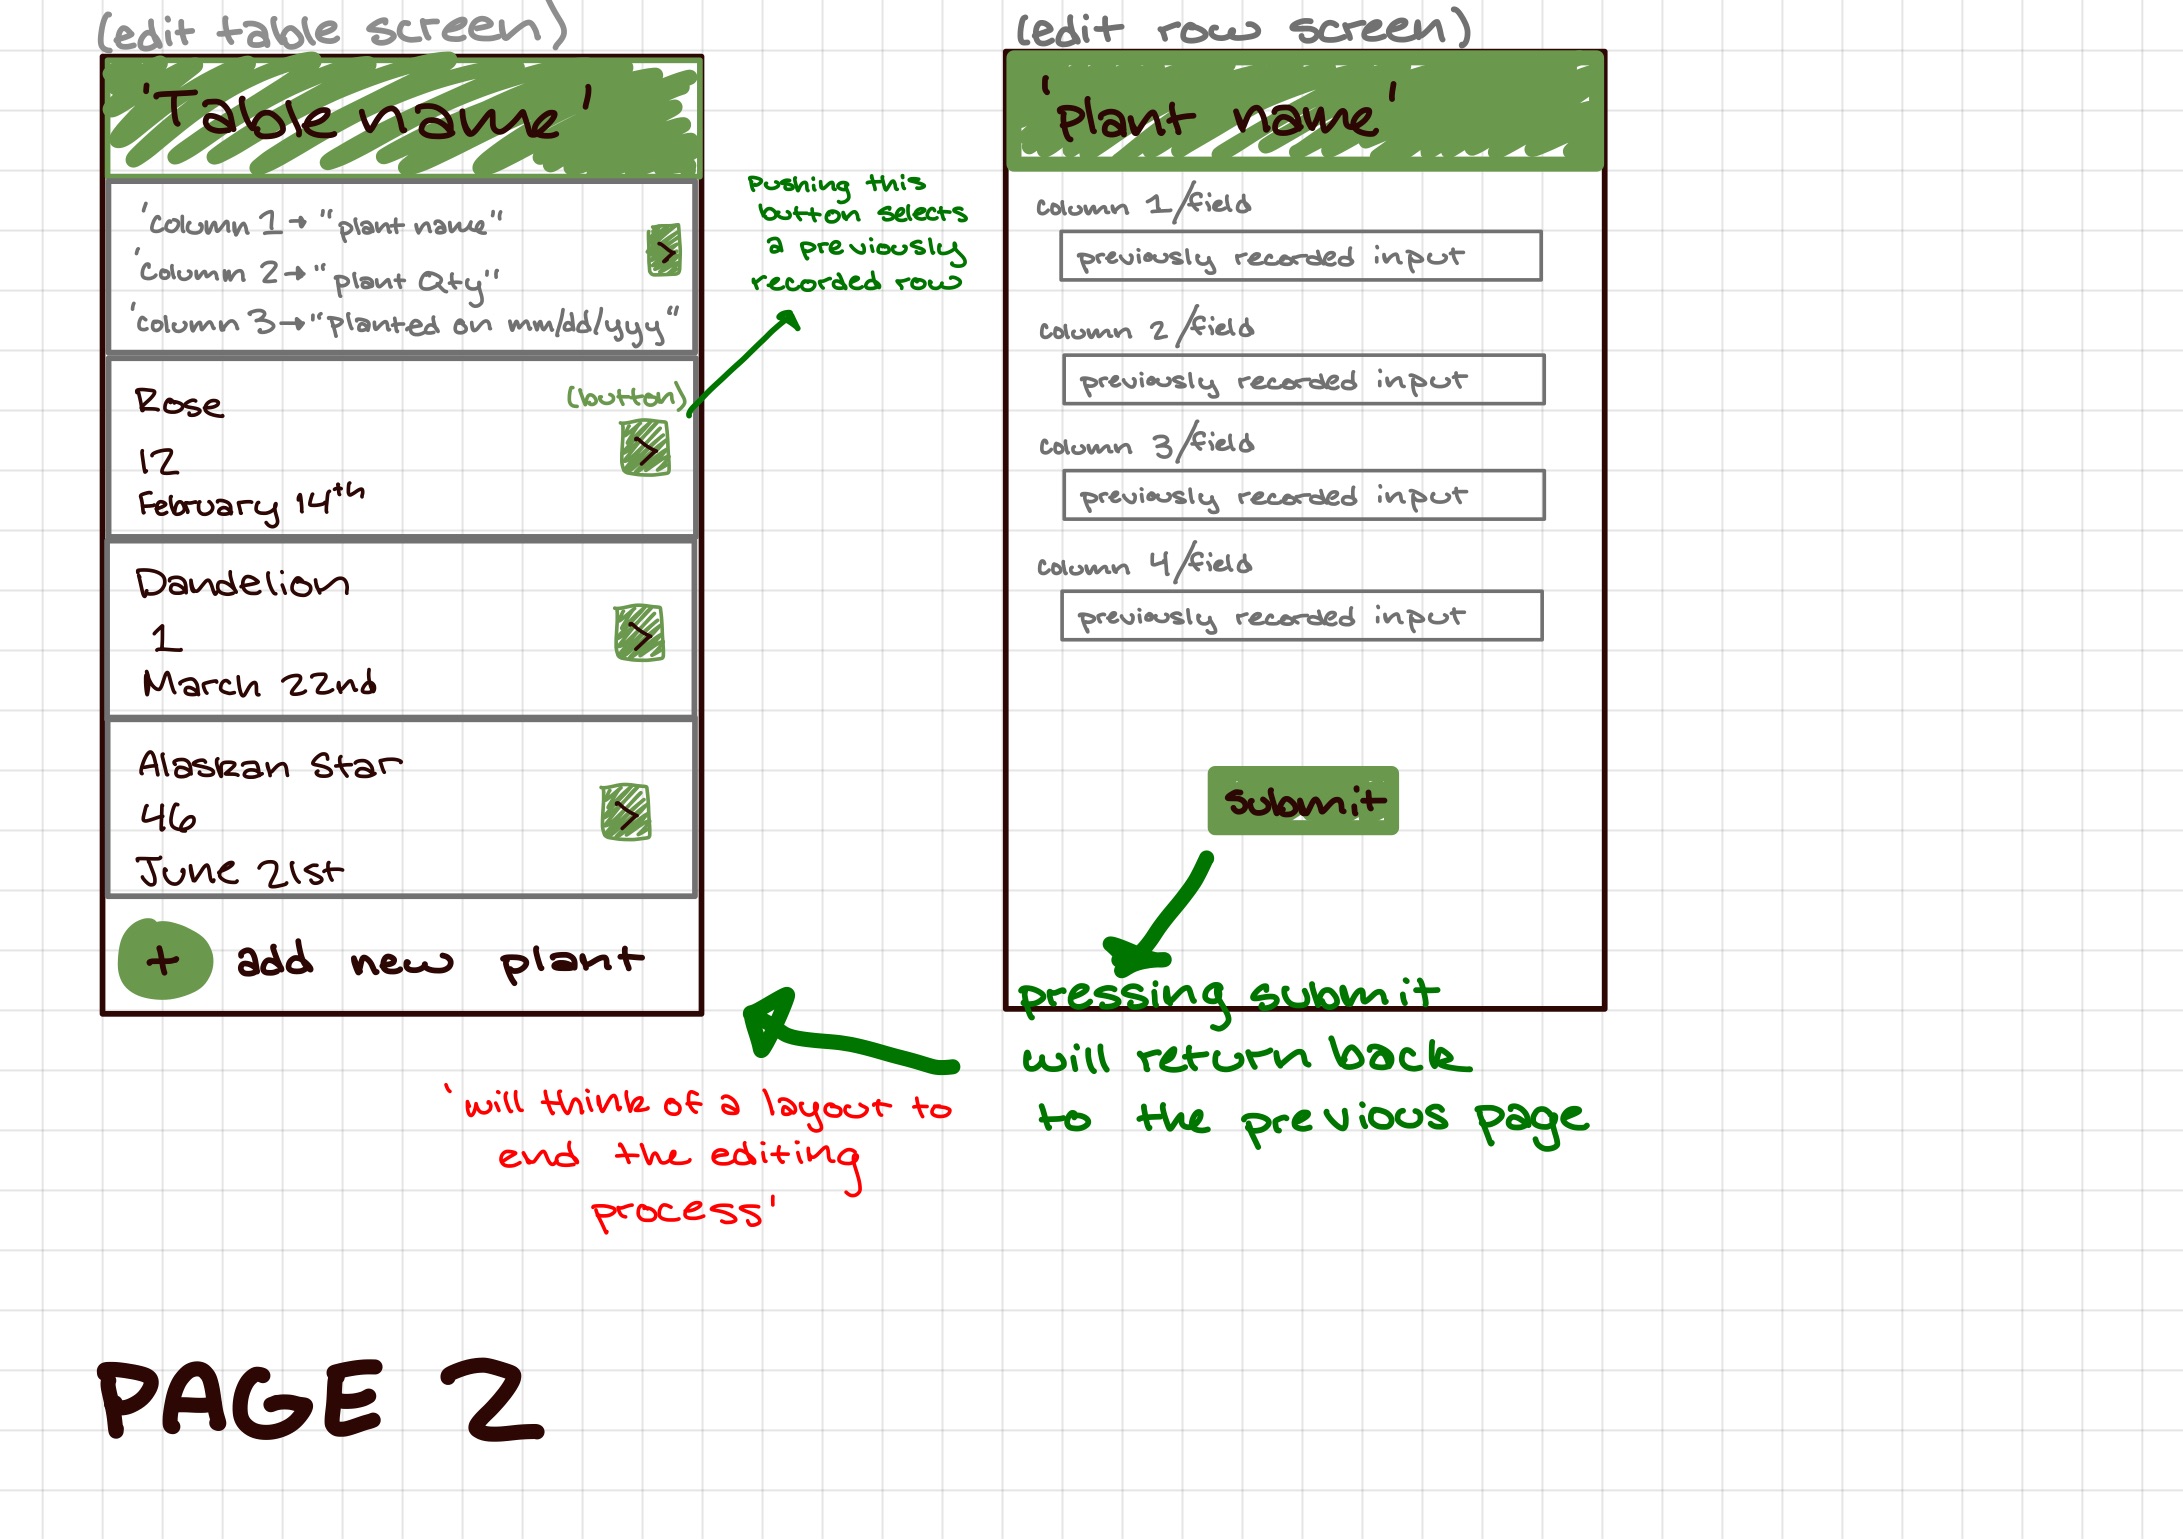 (edit table screen)
'Table name'
'column 1→"plant name"
'column 2→"plant Qty"
'column 3→"planted on mm/dd/yyy"
>
Rose
(button)
12
>
February 14th
Dandelion
1
>
March 22nd
Alaskan Star
46
>
June 21st
+ add new plant
pushing this
button selects
a previously
recorded row
(edit row screen)
'plant name'
column 1/field
previously recorded input
column 2/field
previously recorded input
column 3/field
previously recorded input
column 4/field
previously recorded input
submit
pressing submit
will return back
to the previous page
'will think of a layout to
end the editing
process'
PAGE 2